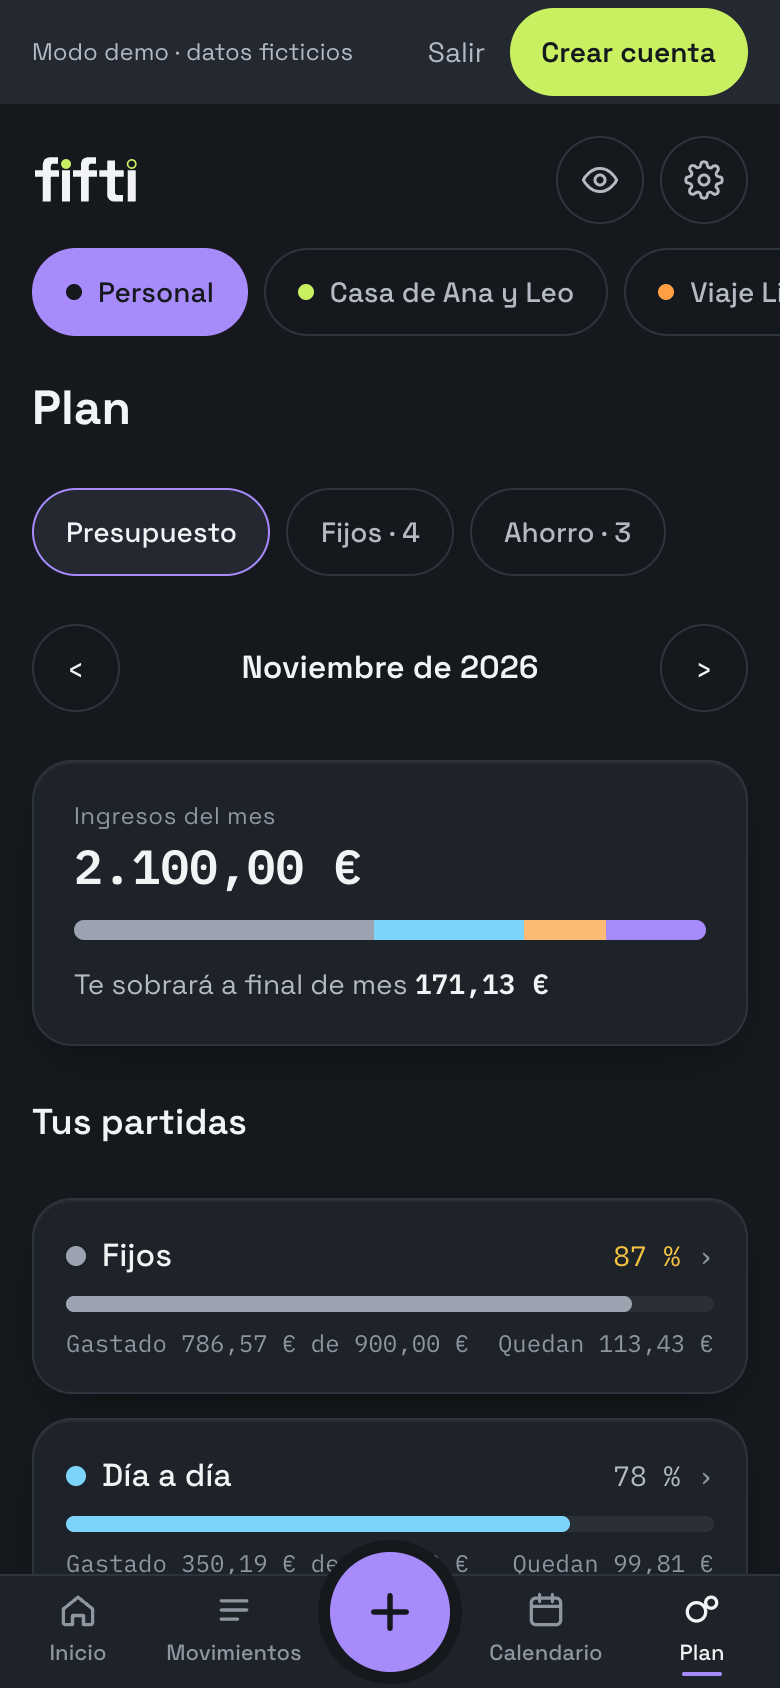 Modo demo · datos ficticios Salir Crear cuenta
fifti
Personal Casa de Ana y Leo Viaje
Plan
Presupuesto Fijos · 4 Ahorro · 3
< Noviembre de 2026 >
Ingresos del mes
2.100,00 €
Te sobrará a final de mes 171,13 €
Tus partidas
Fijos 87 % ›
Gastado 786,57 € de 900,00 € Quedan 113,43 €
Día a día 78 % ›
Gastado 350,19 € de € Quedan 99,81 €
Inicio Movimientos + Calendario Plan